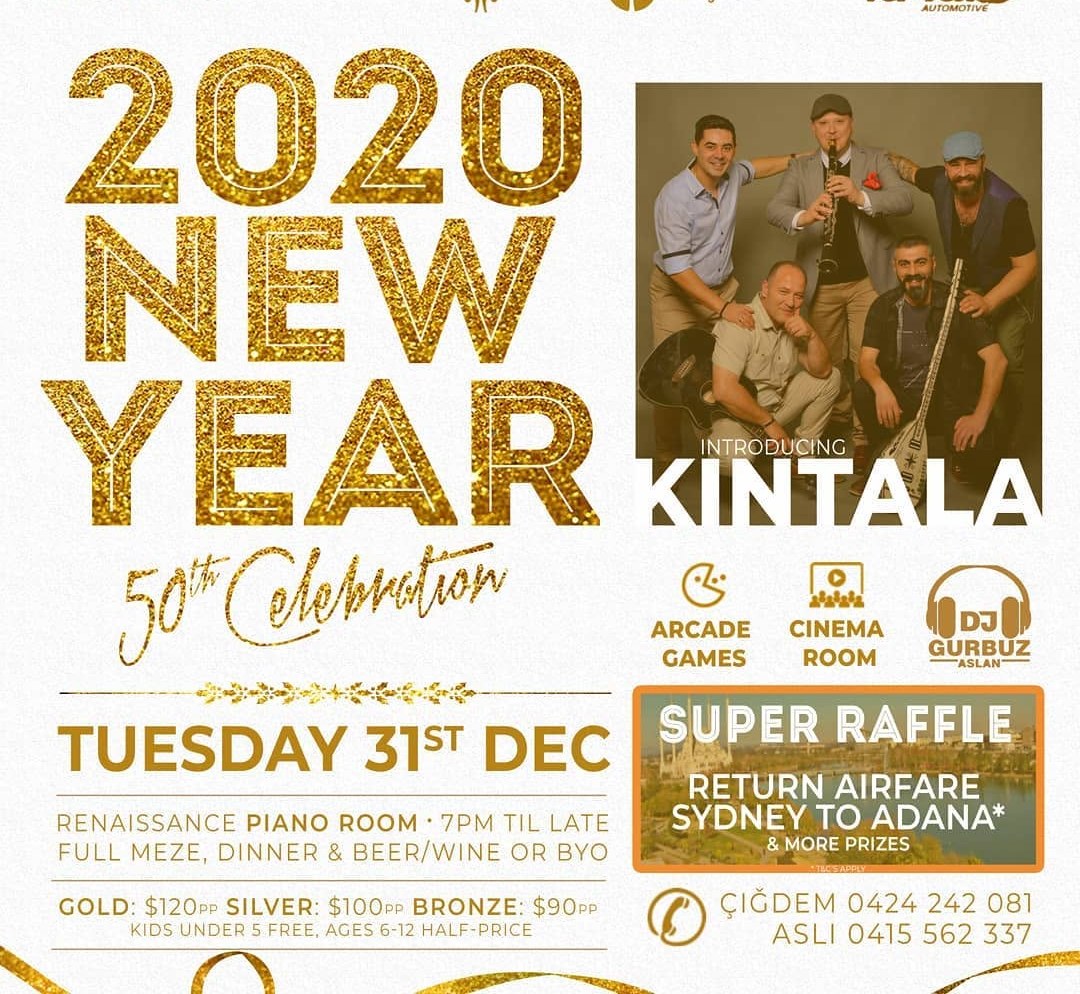 AUTOMOTIVE
2020
NEW
YEAR
50th Celebration
TUESDAY 31ST DEC
RENAISSANCE PIANO ROOM · 7PM TIL LATE
FULL MEZE, DINNER & BEER/WINE OR BYO
GOLD: $120PP SILVER: $100PP BRONZE: $90PP
KIDS UNDER 5 FREE, AGES 6-12 HALF-PRICE
INTRODUCING
KINTALA
ARCADE
GAMES
CINEMA
ROOM
DJ
GURBUZ
ASLAN
SUPER RAFFLE
RETURN AIRFARE
SYDNEY TO ADANA*
& MORE PRIZES
* T&C'S APPLY
ÇIĞDEM 0424 242 081
ASLI 0415 562 337